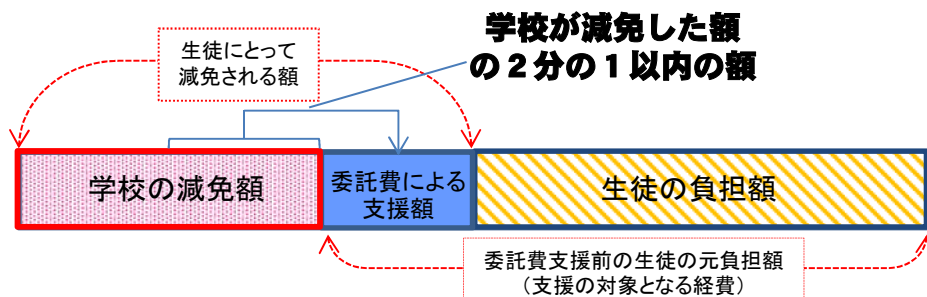 学校が減免した額
の２分の１以内の額
生徒にとって
減免される額
学校の減免額
委託費による
支援額
生徒の負担額
委託費支援前の生徒の元負担額
（支援の対象となる経費）